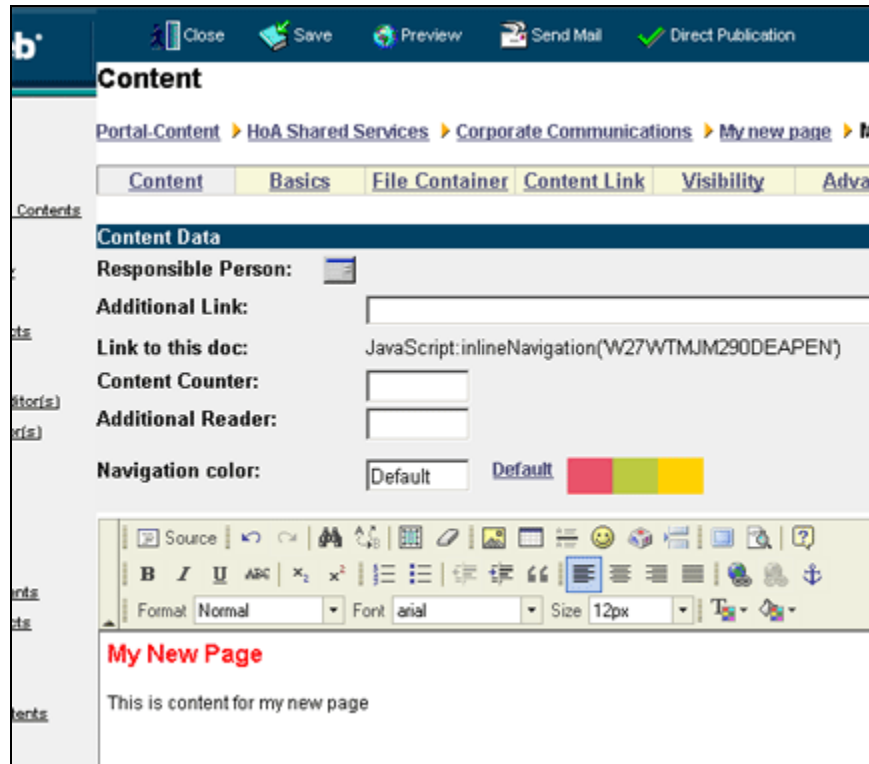 Close Save Preview Send Mail Direct Publication
Content
Portal-Content HoA Shared Services Corporate Communications My new page
Content Basics File Container Content Link Visibility
Contents
Content Data
Responsible Person:
Additional Link:
Link to this doc: JavaScript:inlineNavigation('W27WTMJM290DEAPEN')
Content Counter:
Additional Reader:
Navigation color: Default Default
Source
B I U ABC x₂ x²
Format Normal Font arial Size 12px
My New Page
This is content for my new page